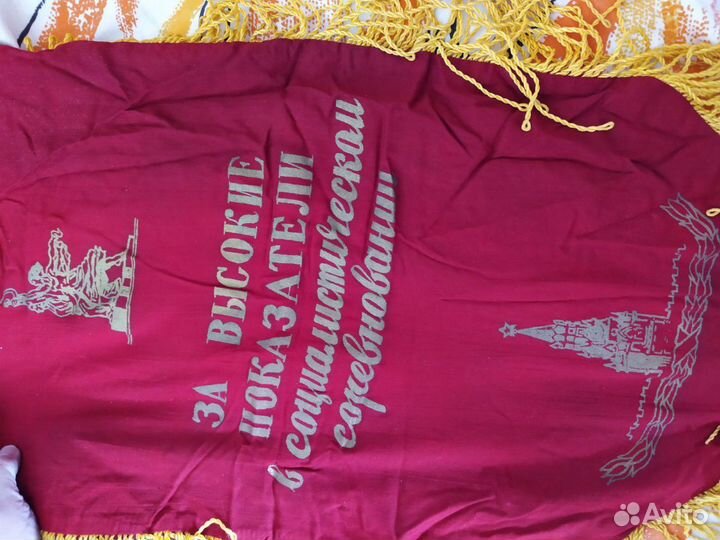 ЗА ВЫСОКИЕ
ПОКАЗАТЕЛИ
в социалистическом
соревновании
Avito